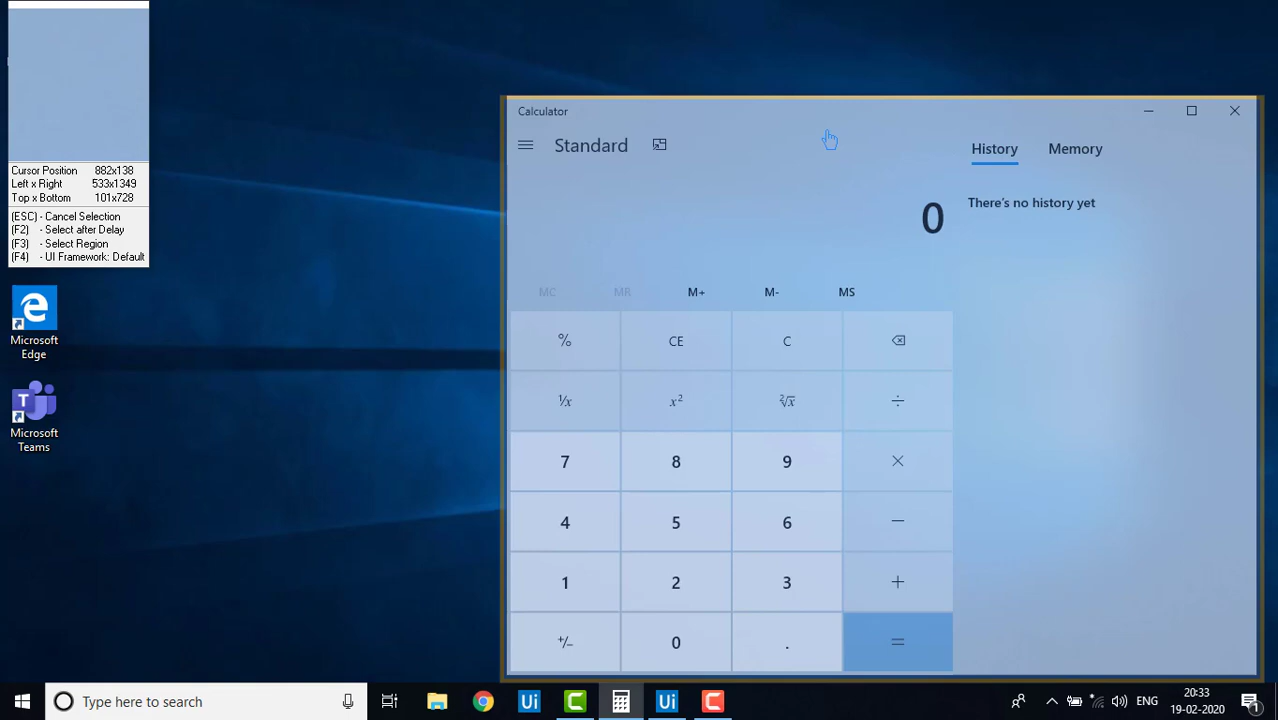 Cursor Position 882x138
Left x Right 533x1349
Top x Bottom 101x728
(ESC) - Cancel Selection
(F2) - Select after Delay
(F3) - Select Region
(F4) - UI Framework: Default
Microsoft
Edge
T
Microsoft
Teams
Calculator
Standard
History
Memory
0
There's no history yet
MC MR M+ M- MS
% CE C
¹/x x² ²√x ÷
7 8 9 ×
4 5 6 −
1 2 3 +
+/− 0 . =
Type here to search
Ui
Ui
ENG
20:33
19-02-2020
1